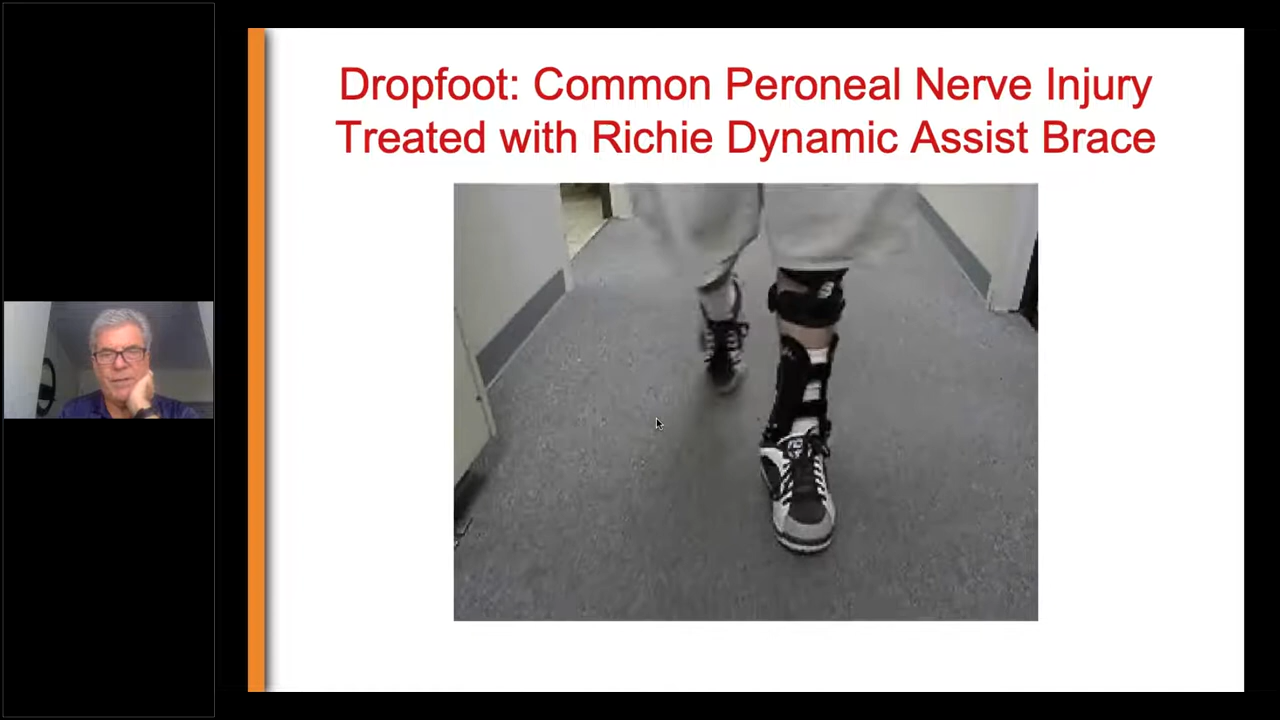 Dropfoot: Common Peroneal Nerve Injury
Treated with Richie Dynamic Assist Brace